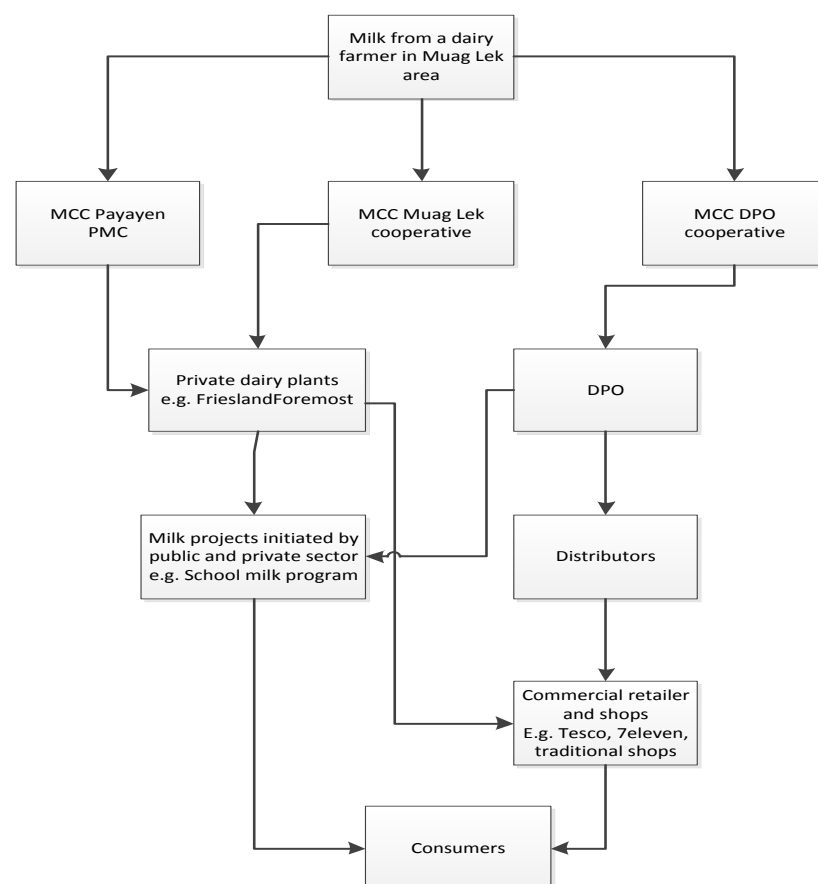 Milk from a dairy
farmer in Muag Lek
area
MCC Payayen
PMC
MCC Muag Lek
cooperative
MCC DPO
cooperative
Private dairy plants
e.g. FrieslandForemost
DPO
Milk projects initiated by
public and private sector
e.g. School milk program
Distributors
Commercial retailer
and shops
E.g. Tesco, 7eleven,
traditional shops
Consumers